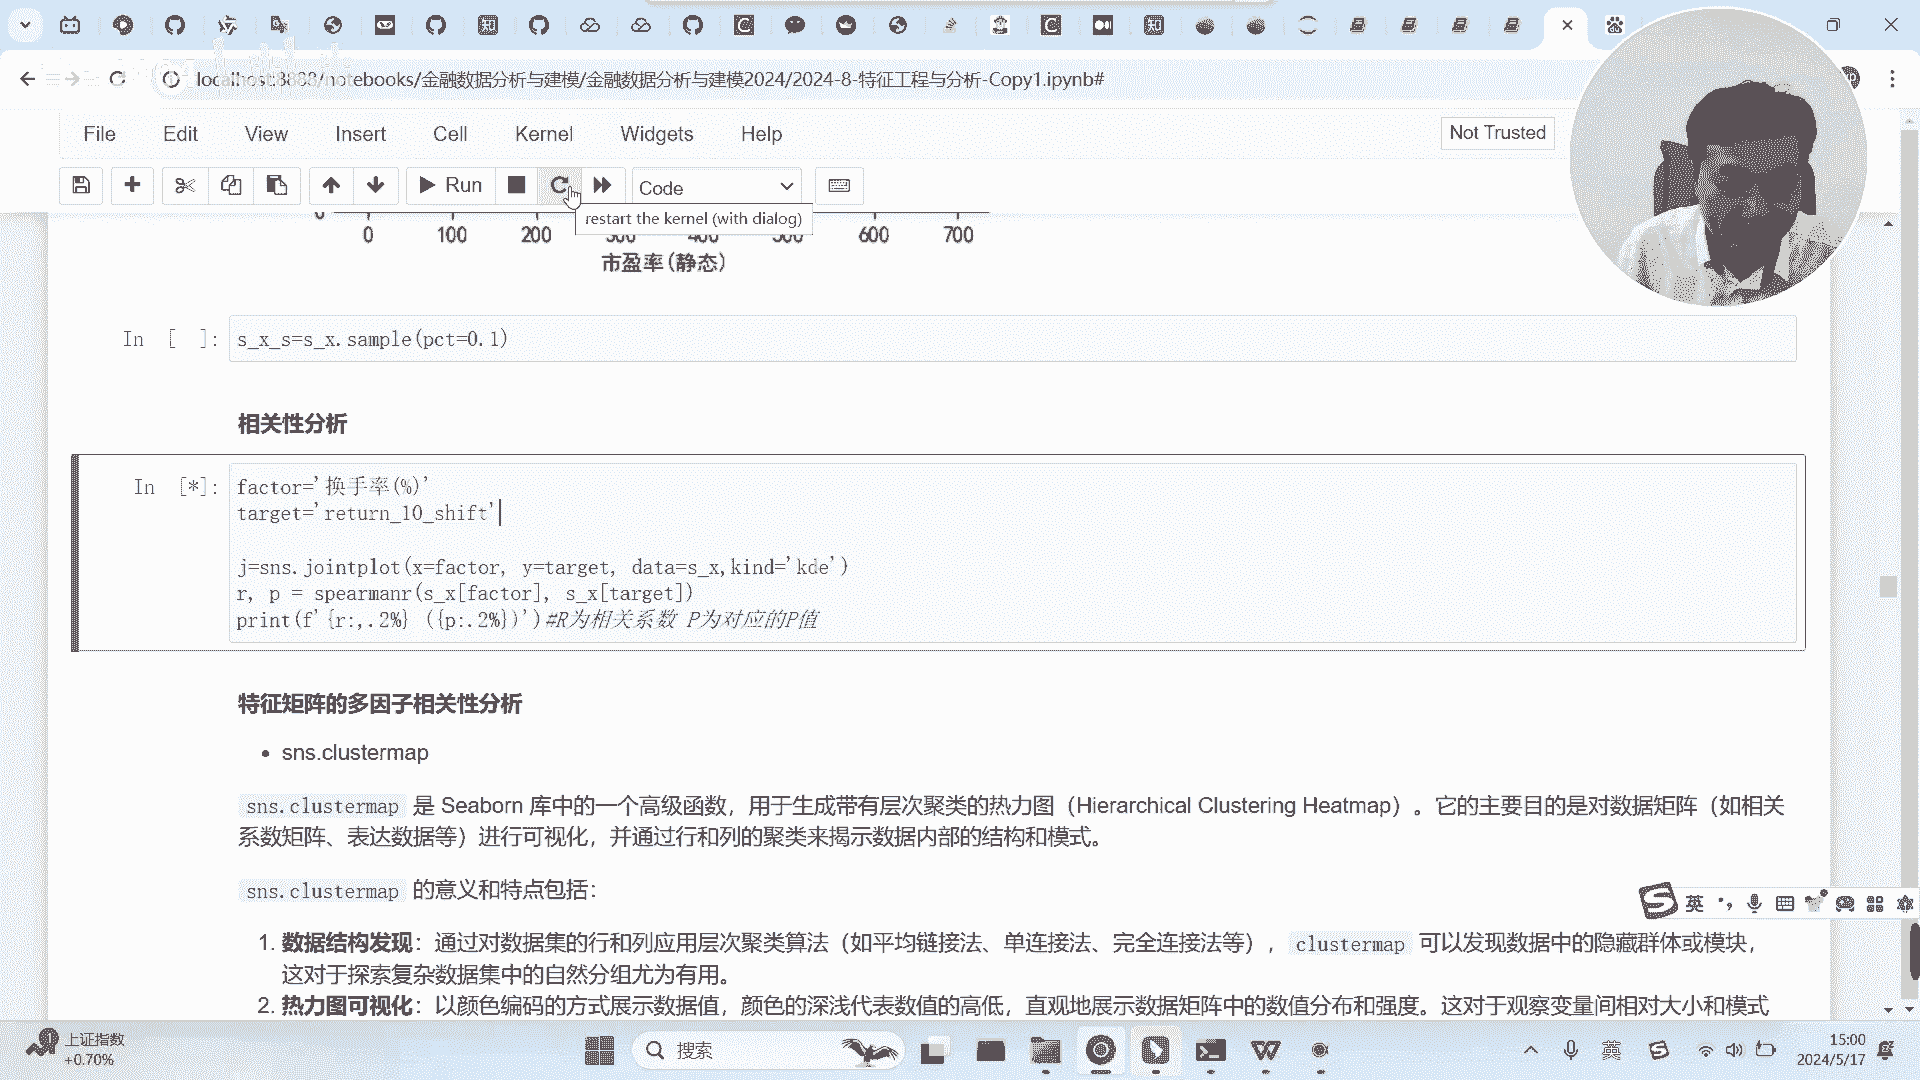 localhost:8888/notebooks/金融数据分析与建模/金融数据分析与建模2024/2024-8-特征工程与分析-Copy1.ipynb#
File Edit View Insert Cell Kernel Widgets Help
Not Trusted
Run
Code
restart the kernel (with dialog)
0
0 100 200 300 400 500 600 700
市盈率(静态)
In [ ]: s_x_s=s_x.sample(pct=0.1)
相关性分析
In [*]: factor='换手率(%)'
target='return_10_shift'
j=sns.jointplot(x=factor, y=target, data=s_x,kind='kde')
r, p = spearmanr(s_x[factor], s_x[target])
print(f'{r:,.2%} ({p:.2%})')#R为相关系数 P为对应的P值
特征矩阵的多因子相关性分析
• sns.clustermap
sns.clustermap 是 Seaborn 库中的一个高级函数，用于生成带有层次聚类的热力图（Hierarchical Clustering Heatmap）。它的主要目的是对数据矩阵（如相关
系数矩阵、表达数据等）进行可视化，并通过行和列的聚类来揭示数据内部的结构和模式。
sns.clustermap 的意义和特点包括：
1. 数据结构发现：通过对数据集的行和列应用层次聚类算法（如平均链接法、单连接法、完全连接法等），clustermap 可以发现数据中的隐藏群体或模块，
这对于探索复杂数据集中的自然分组尤为有用。
2. 热力图可视化：以颜色编码的方式展示数据值，颜色的深浅代表数值的高低，直观地展示数据矩阵中的数值分布和强度。这对于观察变量间相对大小和模式
英
上证指数
+0.70%
搜索
英
15:00
2024/5/17